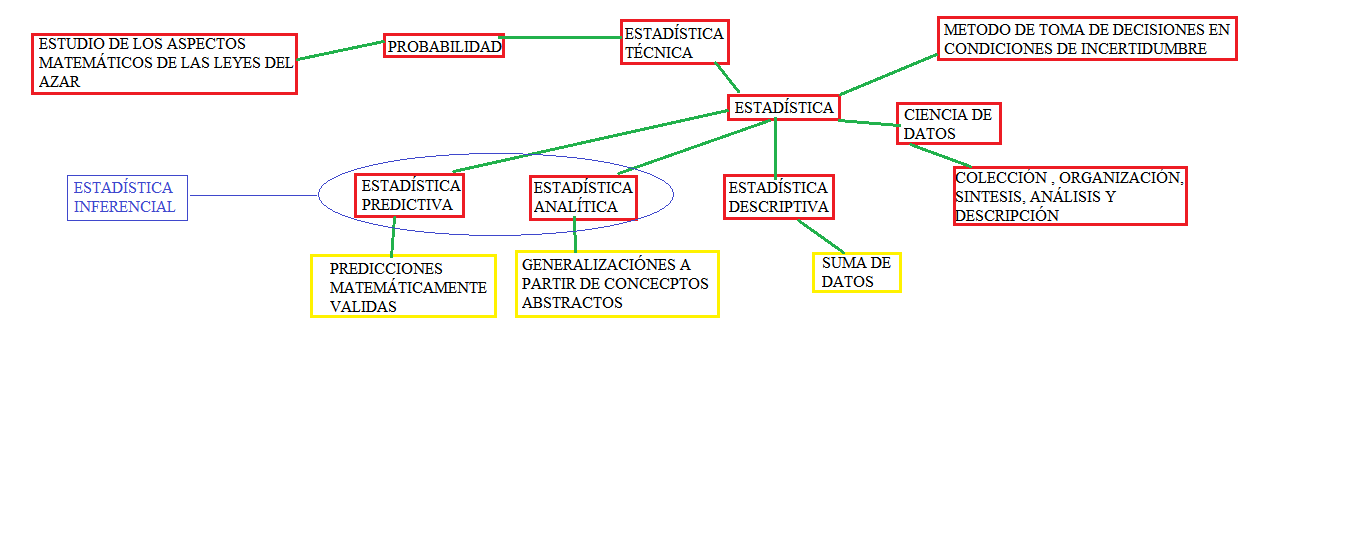 ESTUDIO DE LOS ASPECTOS
MATEMÁTICOS DE LAS LEYES DEL
AZAR
PROBABILIDAD
ESTADÍSTICA
TÉCNICA
METODO DE TOMA DE DECISIONES EN
CONDICIONES DE INCERTIDUMBRE
ESTADÍSTICA
CIENCIA DE
DATOS
COLECCIÓN , ORGANIZACIÓN,
SINTESIS, ANÁLISIS Y
DESCRIPCIÓN
ESTADÍSTICA
INFERENCIAL
ESTADÍSTICA
PREDICTIVA
ESTADÍSTICA
ANALÍTICA
ESTADÍSTICA
DESCRIPTIVA
PREDICCIONES
MATEMÁTICAMENTE
VALIDAS
GENERALIZACIÓNES A
PARTIR DE CONCECPTOS
ABSTRACTOS
SUMA DE
DATOS